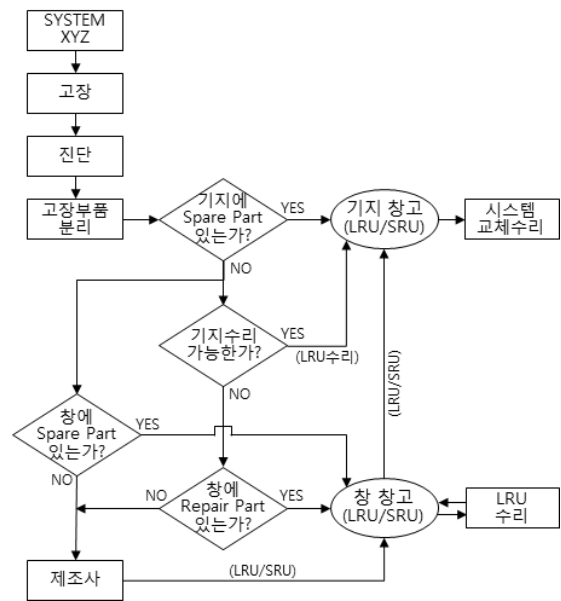 SYSTEM
XYZ
고장
진단
고장부품
분리
기지에
Spare Part
있는가?
YES
기지 창고
(LRU/SRU)
시스템
교체수리
NO
기지수리
가능한가?
YES
(LRU수리)
(LRU/SRU)
NO
창에
Spare Part
있는가?
YES
NO
창에
Repair Part
있는가?
NO
YES
창 창고
(LRU/SRU)
LRU
수리
제조사
(LRU/SRU)